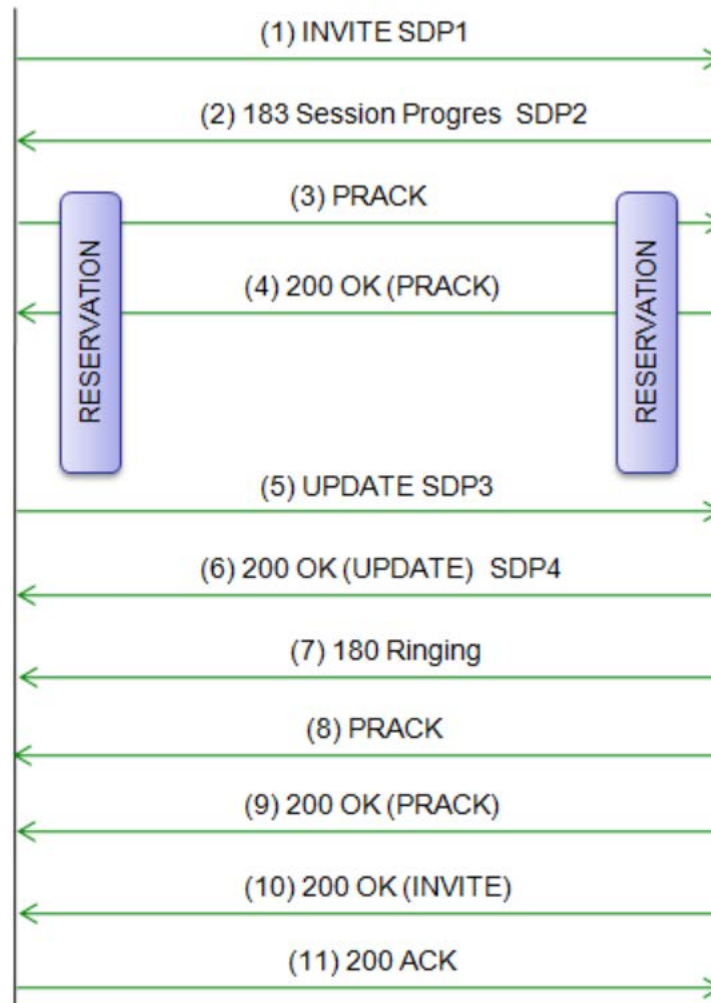 (1) INVITE SDP1
(2) 183 Session Progres SDP2
(3) PRACK
(4) 200 OK (PRACK)
RESERVATION
RESERVATION
(5) UPDATE SDP3
(6) 200 OK (UPDATE) SDP4
(7) 180 Ringing
(8) PRACK
(9) 200 OK (PRACK)
(10) 200 OK (INVITE)
(11) 200 ACK